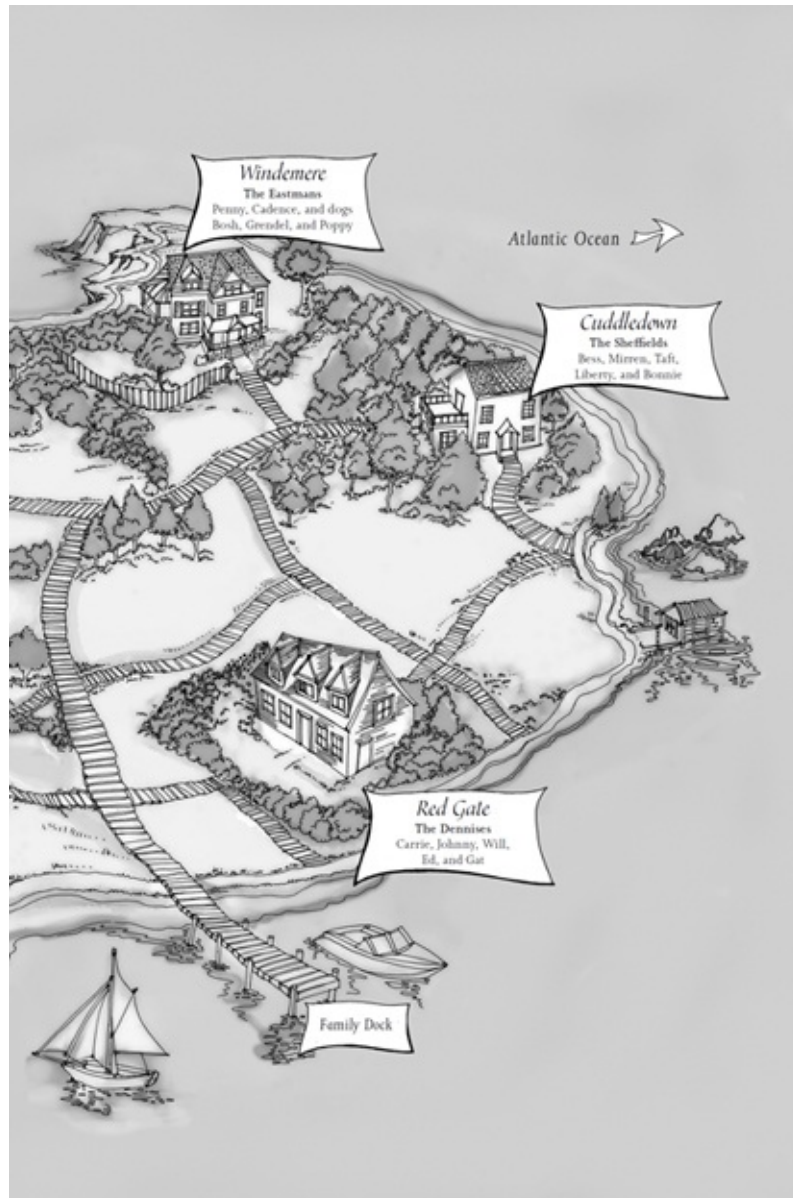 Windemere
The Eastmans
Penny, Cadence, and dogs
Bosh, Grendel, and Poppy
Atlantic Ocean
Cuddledown
The Sheffields
Bess, Mirren, Taft,
Liberty, and Bonnie
Red Gate
The Dennises
Carrie, Johnny, Will,
Ed, and Gat
Family Dock